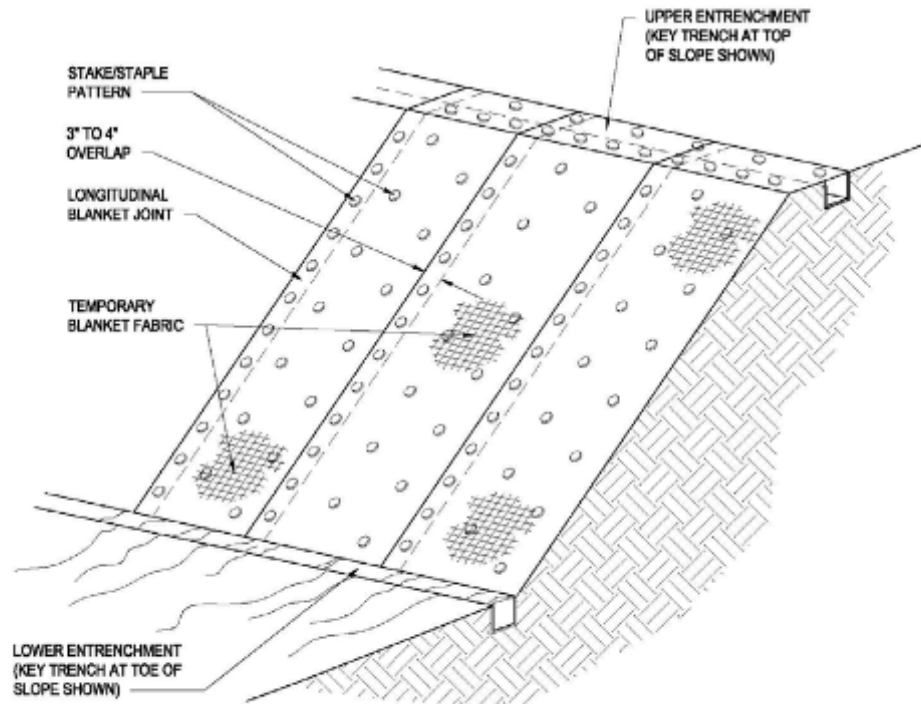 UPPER ENTRENCHMENT
(KEY TRENCH AT TOP
OF SLOPE SHOWN)
STAKE/STAPLE
PATTERN
3" TO 4"
OVERLAP
LONGITUDINAL
BLANKET JOINT
TEMPORARY
BLANKET FABRIC
LOWER ENTRENCHMENT
(KEY TRENCH AT TOE OF
SLOPE SHOWN)